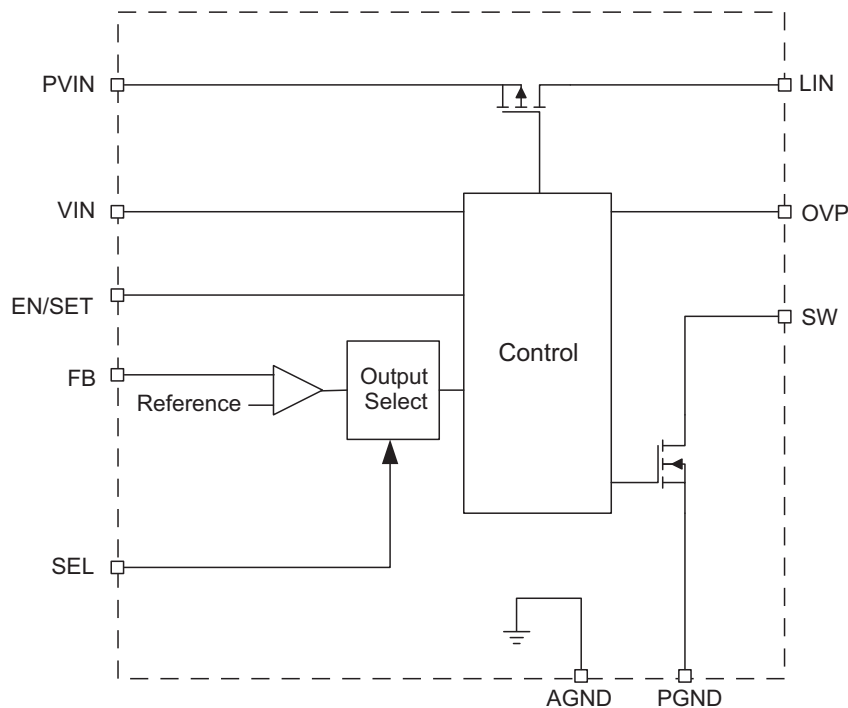 PVIN
LIN
VIN
OVP
EN/SET
SW
FB
Reference
Output
Select
Control
SEL
AGND
PGND